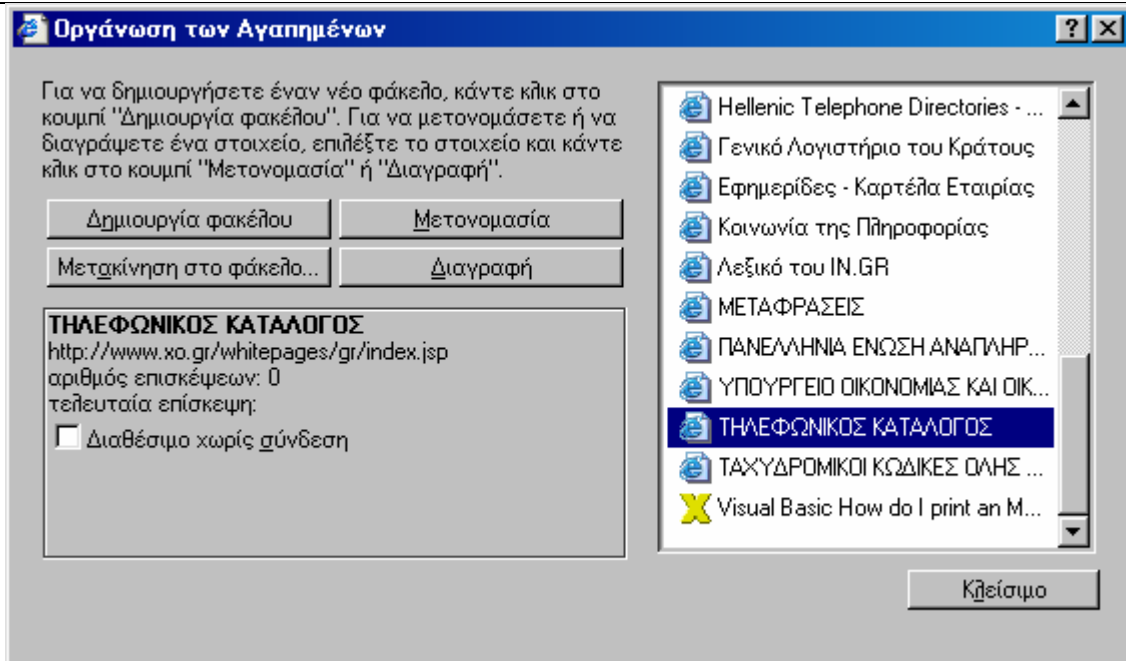 Οργάνωση των Αγαπημένων
Για να δημιουργήσετε έναν νέο φάκελο, κάντε κλικ στο
κουμπί "Δημιουργία φακέλου". Για να μετονομάσετε ή να
διαγράψετε ένα στοιχείο, επιλέξτε το στοιχείο και κάντε
κλικ στο κουμπί "Μετονομασία" ή "Διαγραφή".
Δημιουργία φακέλου
Μετονομασία
Μετακίνηση στο φάκελο...
Διαγραφή
ΤΗΛΕΦΩΝΙΚΟΣ ΚΑΤΑΛΟΓΟΣ
http://www.xo.gr/whitepages/gr/index.jsp
αριθμός επισκέψεων: 0
τελευταία επίσκεψη:
Διαθέσιμο χωρίς σύνδεση
Hellenic Telephone Directories - ...
Γενικό Λογιστήριο του Κράτους
Εφημερίδες - Καρτέλα Εταιρίας
Κοινωνία της Πληροφορίας
Λεξικό του IN.GR
ΜΕΤΑΦΡΑΣΕΙΣ
ΠΑΝΕΛΛΗΝΙΑ ΕΝΩΣΗ ΑΝΑΠΛΗΡ...
ΥΠΟΥΡΓΕΙΟ ΟΙΚΟΝΟΜΙΑΣ ΚΑΙ ΟΙΚ...
ΤΗΛΕΦΩΝΙΚΟΣ ΚΑΤΑΛΟΓΟΣ
ΤΑΧΥΔΡΟΜΙΚΟΙ ΚΩΔΙΚΕΣ ΟΛΗΣ ...
Visual Basic How do I print an M...
Κλείσιμο